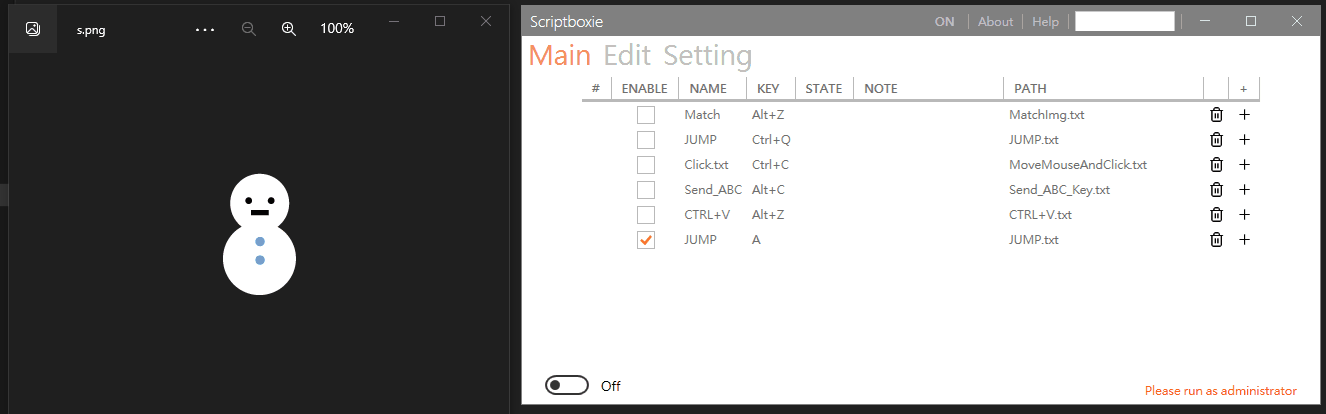 s.png
100%
Scriptboxie
ON
About
Help
Main Edit Setting
# ENABLE NAME KEY STATE NOTE PATH +
Match Alt+Z MatchImg.txt
JUMP Ctrl+Q JUMP.txt
Click.txt Ctrl+C MoveMouseAndClick.txt
Send_ABC Alt+C Send_ABC_Key.txt
CTRL+V Alt+Z CTRL+V.txt
JUMP A JUMP.txt
Off
Please run as administrator